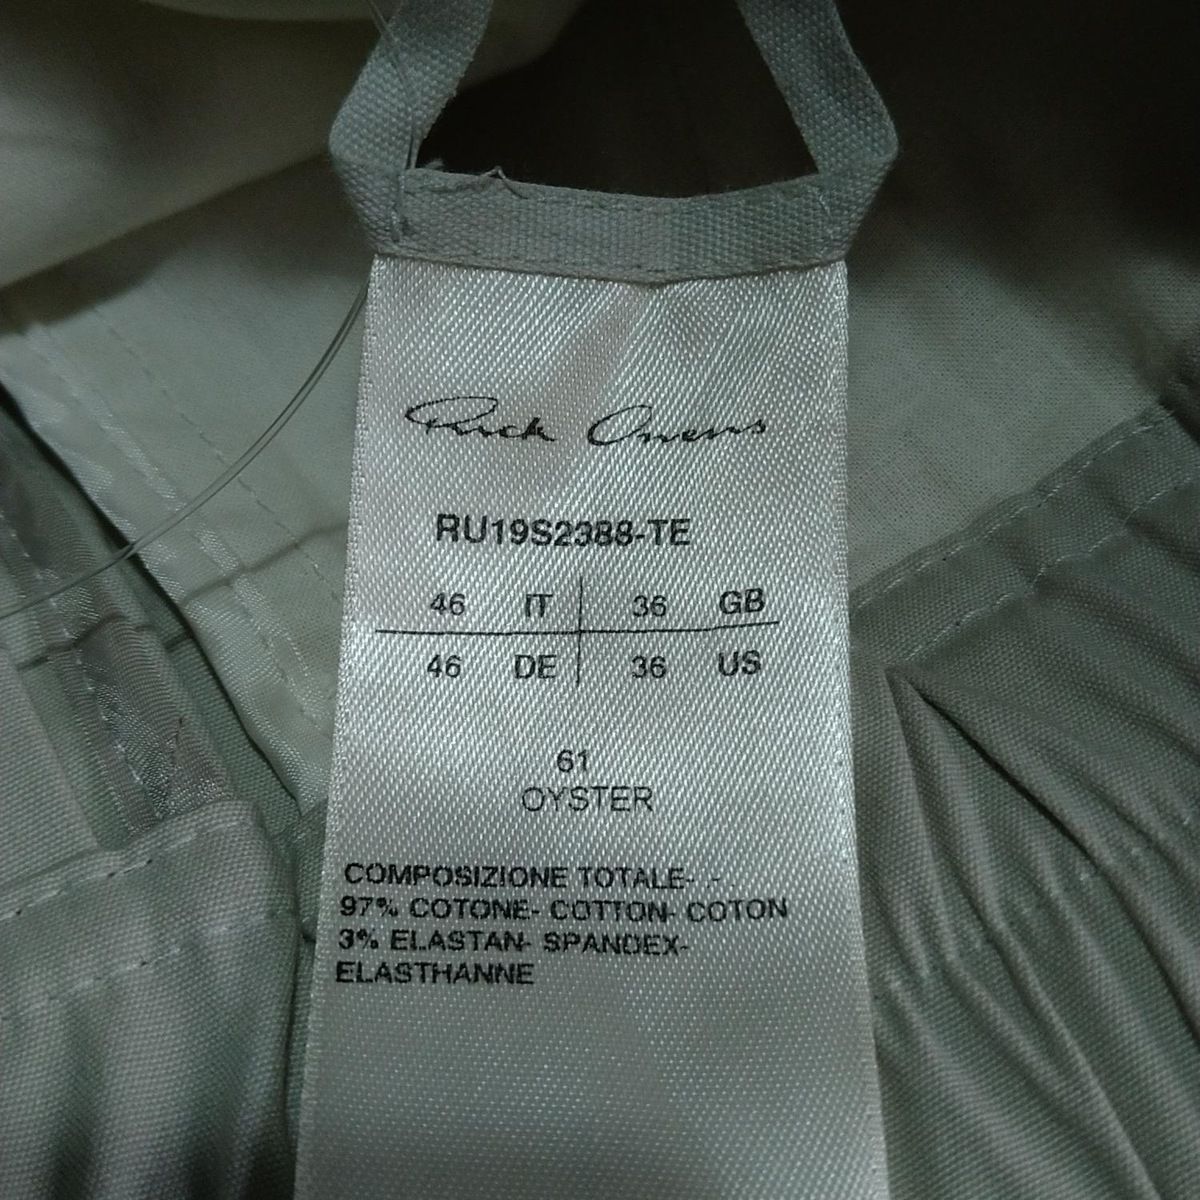 Rick Owens
RU19S2388-TE
46 IT 36 GB
46 DE 36 US
61
OYSTER
COMPOSIZIONE TOTALE- .-.
97% COTONE- COTTON- COTON
3% ELASTAN- SPANDEX-
ELASTHANNE